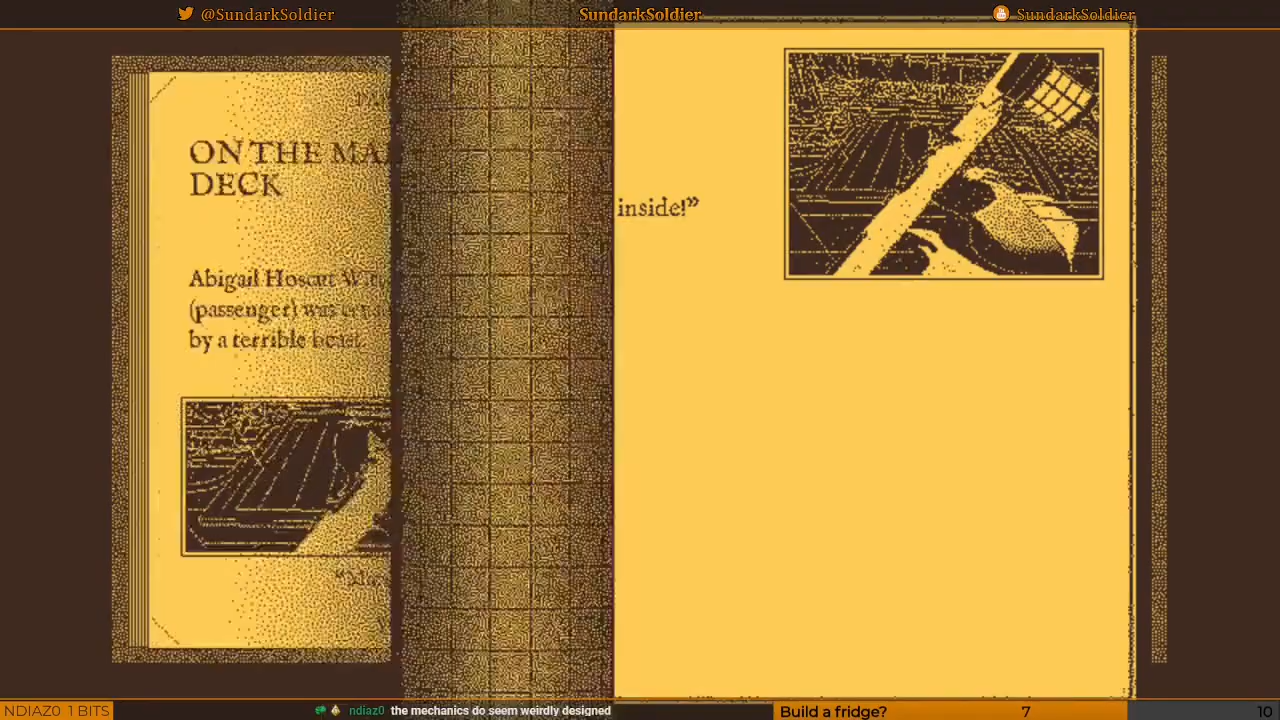 @SundarkSoldier
SundarkSoldier
SundarkSoldier
ON THE MA
DECK
Abigail Hoscut W
(passenger) was
by a terrible beast.
inside!”
NDIAZ0 1 BITS
ndiaz0 the mechanics do seem weirdly designed
Build a fridge? 7 10